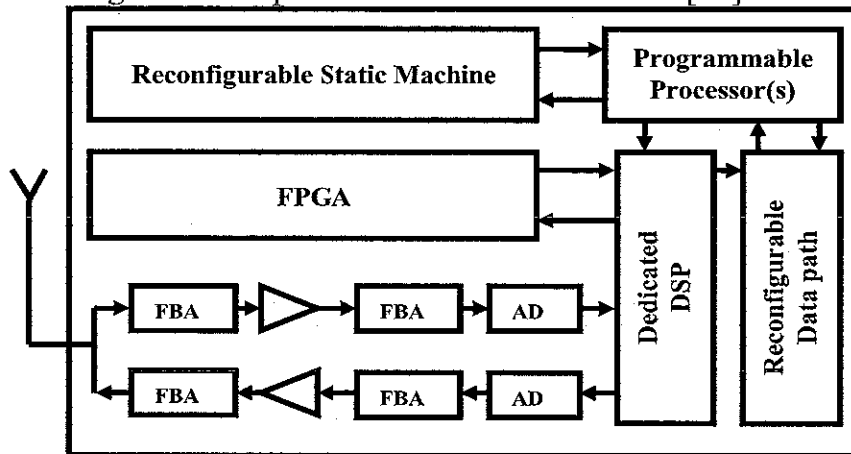 Reconfigurable Static Machine
Programmable
Processor(s)
FPGA
Dedicated
DSP
Reconfigurable
Data path
FBA
FBA
AD
FBA
FBA
AD